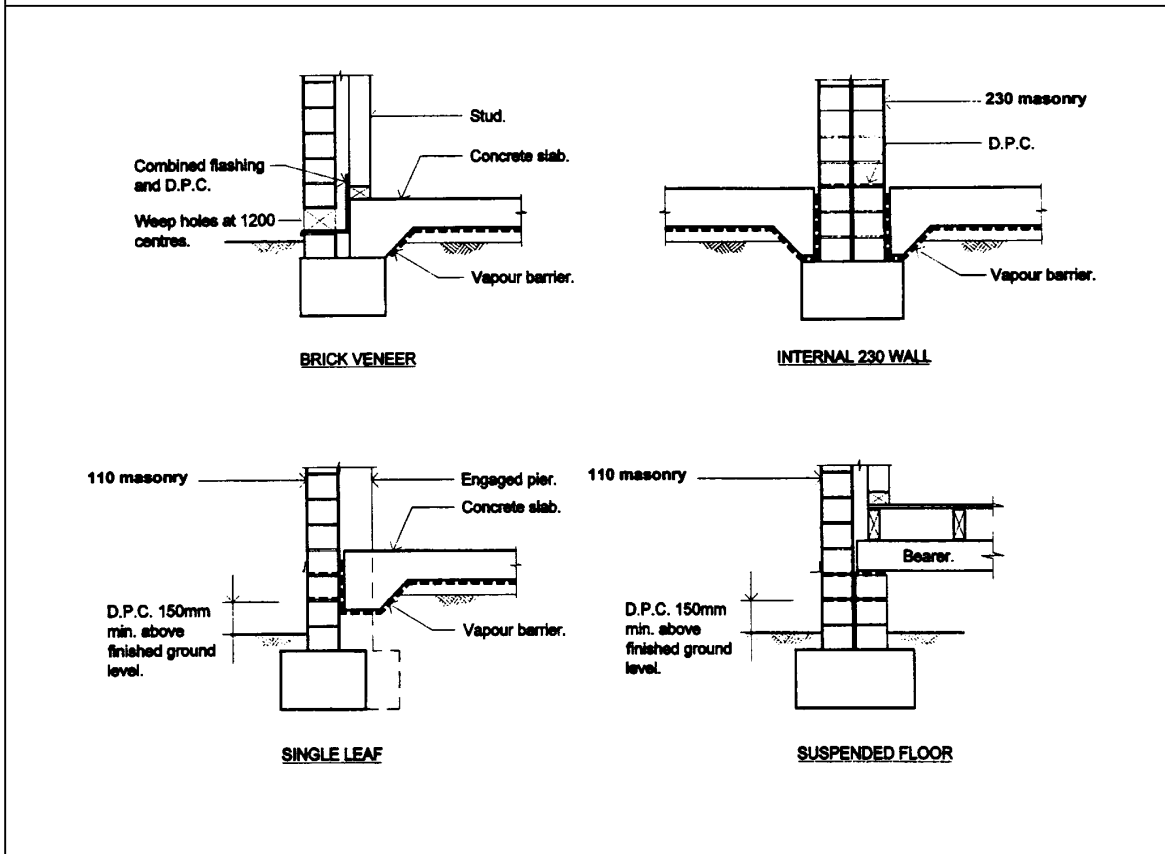 Stud.
Concrete slab.
Combined flashing
and D.P.C.
Weep holes at 1200
centres.
Vapour barrier.
BRICK VENEER
230 masonry
D.P.C.
Vapour barrier.
INTERNAL 230 WALL
110 masonry
Engaged pier.
Concrete slab.
D.P.C. 150mm
min. above
finished ground
level.
Vapour barrier.
SINGLE LEAF
110 masonry
Bearer.
D.P.C. 150mm
min. above
finished ground
level.
SUSPENDED FLOOR